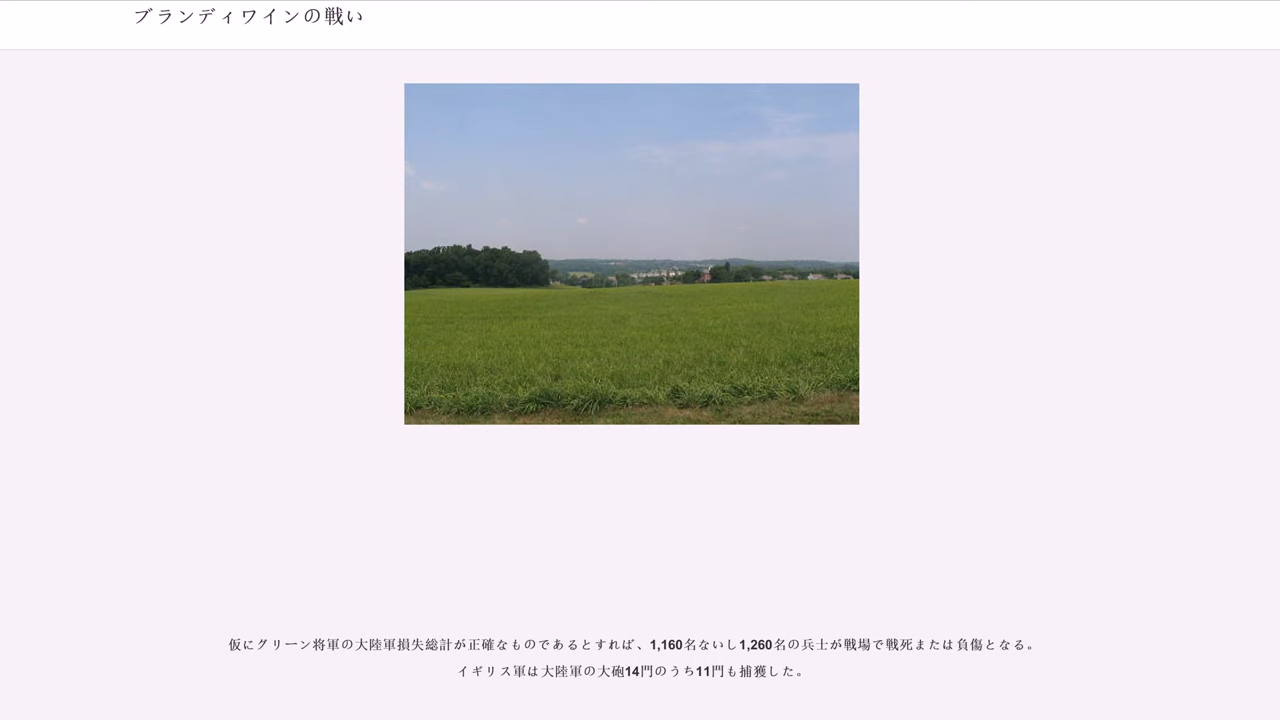 ブランディワインの戦い
仮にグリーン将軍の大陸軍損失総計が正確なものであるとすれば、1,160名ないし1,260名の兵士が戦場で戦死または負傷となる。
イギリス軍は大陸軍の大砲14門のうち11門も捕獲した。